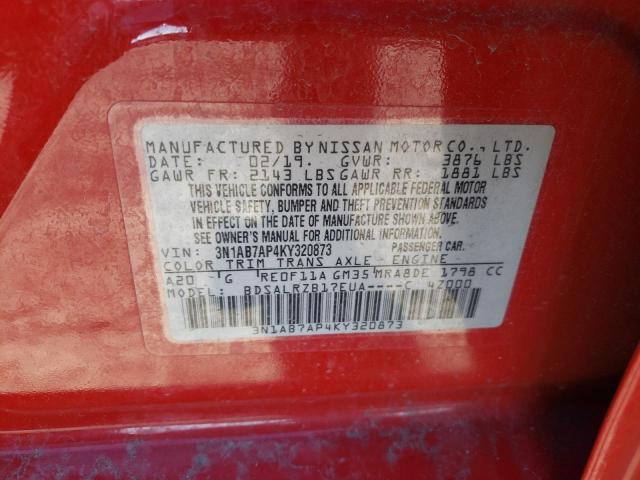 MANUFACTURED BY NISSAN MOTOR CO., LTD.
DATE: 02/19. GVWR: 3876 LBS
GAWR FR: 2143 LBS GAWR RR: 1881 LBS
THIS VEHICLE CONFORMS TO ALL APPLICABLE FEDERAL MOTOR
VEHICLE SAFETY, BUMPER AND THEFT PREVENTION STANDARDS
IN EFFECT ON THE DATE OF MANUFACTURE SHOWN ABOVE.
SEE OWNER'S MANUAL FOR ADDITIONAL INFORMATION.
VIN: 3N1AB7AP4KY320873 PASSENGER CAR.
COLOR TRIM TRANS AXLE ENGINE
A20 G RE0F11A GM35 MRA8DE 1798 CC
MODEL: BDSALRZB17EUA----C 4Z000
3N1AB7AP4KY320873